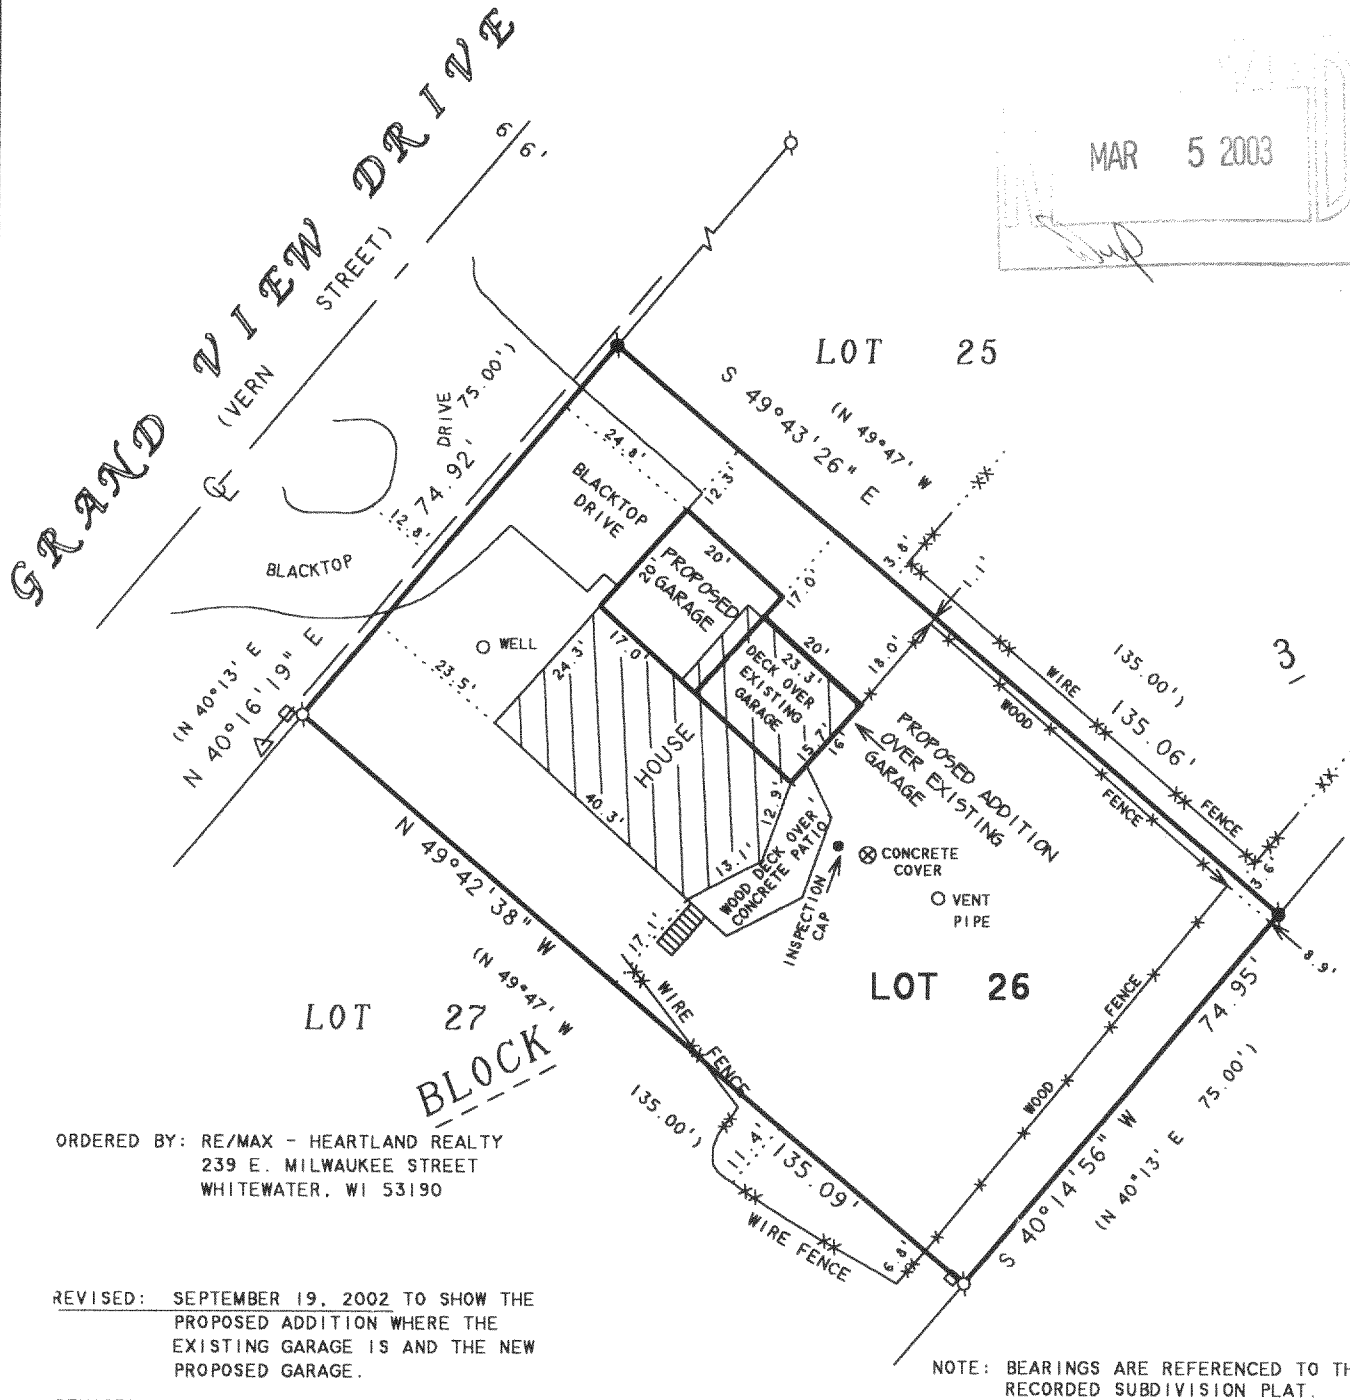 GRAND VIEW DRIVE
(VERN STREET)
66'
MAR 5 2003
LOT 25
S 49°43'26" E
(N 49°47' W
135.00')
135.06'
DRIVE
75.00')
74.92'
12.8'
24.8'
12.3'
BLACKTOP
DRIVE
BLACKTOP
N 40°16'19" E
(N 40°13' E
WELL
23.5'
24.3'
17.0'
20'
20'
PROPOSED
GARAGE
17.0'
3.8'
1.1'
18.0'
20'
23.3'
DECK OVER
EXISTING
GARAGE
15.7'
16'
HOUSE
40.3'
12.9'
13.1'
17.1'
WOOD DECK OVER
CONCRETE PATIO
INSPECTION
CAP
CONCRETE
COVER
VENT
PIPE
PROPOSED ADDITION
OVER EXISTING
GARAGE
WIRE
FENCE
WOOD
FENCE
3.6'
8.9'
3,
LOT 26
WOOD
FENCE
74.95'
75.00')
S 40°14'56" W
(N 40°13' E
N 49°42'38" W
(N 49°47' W
135.00')
135.09'
WIRE
FENCE
11.4'
6.8'
WIRE FENCE
LOT 27
BLOCK
ORDERED BY: RE/MAX - HEARTLAND REALTY
239 E. MILWAUKEE STREET
WHITEWATER, WI 53190
REVISED: SEPTEMBER 19, 2002 TO SHOW THE
PROPOSED ADDITION WHERE THE
EXISTING GARAGE IS AND THE NEW
PROPOSED GARAGE.
NOTE: BEARINGS ARE REFERENCED TO TH
RECORDED SUBDIVISION PLAT.